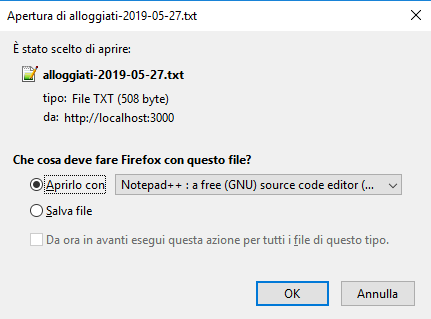 Apertura di alloggiati-2019-05-27.txt
È stato scelto di aprire:
alloggiati-2019-05-27.txt
tipo: File TXT (508 byte)
da: http://localhost:3000
Che cosa deve fare Firefox con questo file?
Aprirlo con
Notepad++ : a free (GNU) source code editor (...
Salva file
Da ora in avanti esegui questa azione per tutti i file di questo tipo.
OK
Annulla